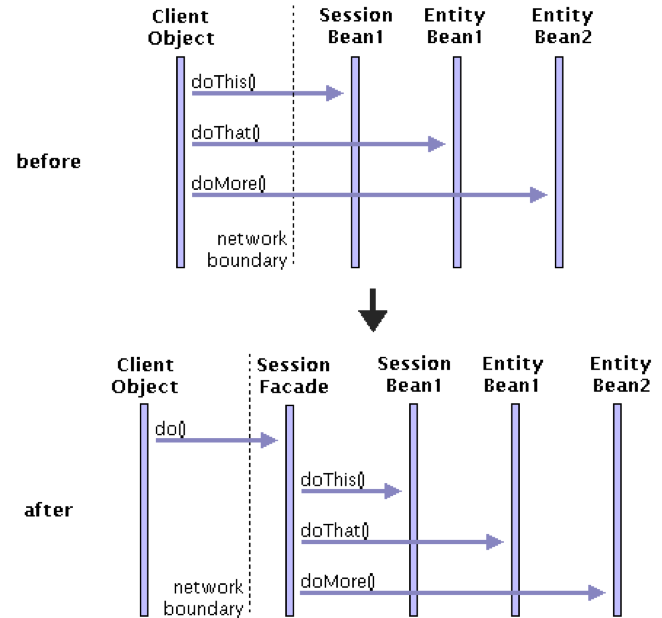 Client Object
Session Bean1
Entity Bean1
Entity Bean2
doThis()
doThat()
before
doMore()
network
boundary
Client Object
Session Facade
Session Bean1
Entity Bean1
Entity Bean2
do()
doThis()
after
doThat()
doMore()
network
boundary